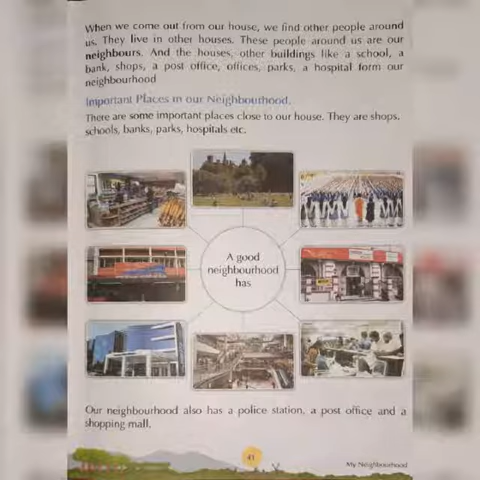 When we come out from our house, we find other people around
us. They live in other houses. These people around us are our
neighbours. And the houses, other buildings like a school, a
bank, shops, a post office, offices, parks, a hospital form our
neighbourhood
Important Places in our Neighbourhood.
There are some important places close to our house. They are shops,
schools, banks, parks, hospitals etc.
A good
neighbourhood
has
Our neighbourhood also has a police station, a post office and a
shopping mall.
41
My Neighbourhood